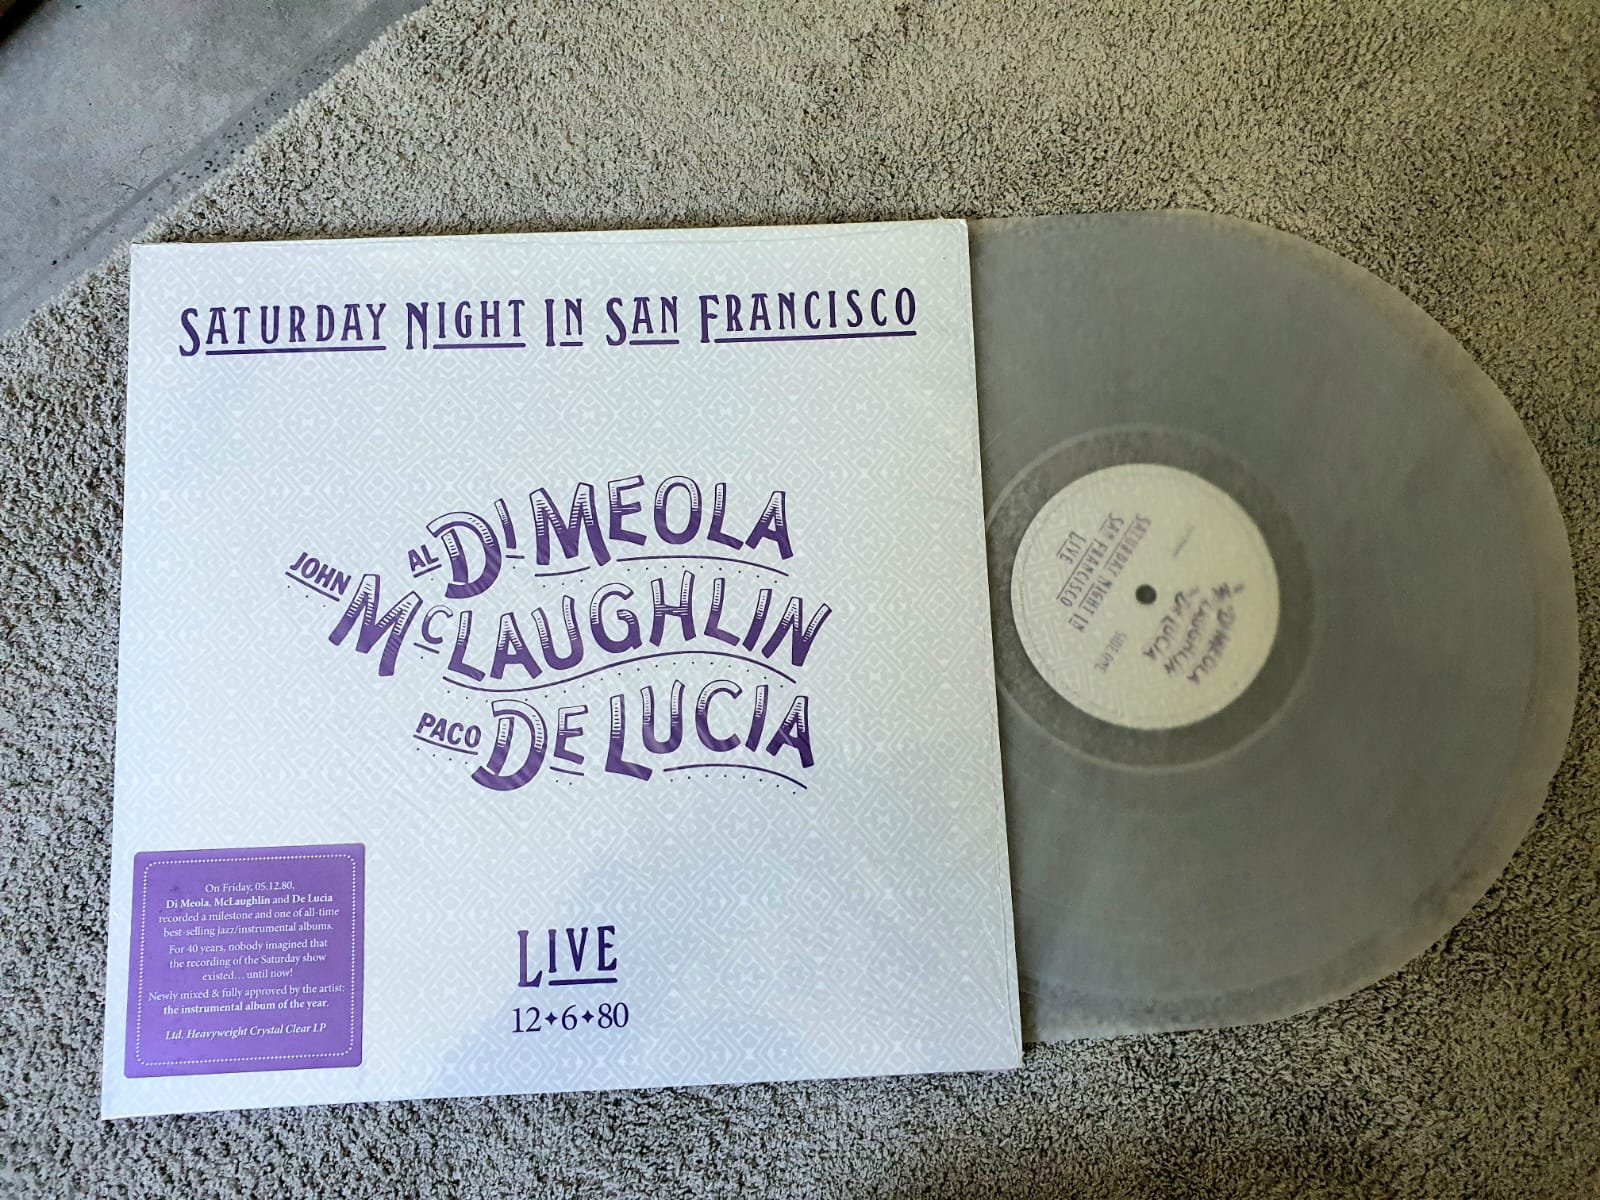 SATURDAY NIGHT IN SAN FRANCISCO
AL DI MEOLA
JOHN MCLAUGHLIN
PACO DE LUCIA
LIVE
12✦6✦80
On Friday, 05.12.80,
Di Meola, McLaughlin and De Lucia
recorded a milestone and one of all-time
best-selling jazz/instrumental albums.
For 40 years, nobody imagined that
the recording of the Saturday show
existed... until now!
Newly mixed & fully approved by the artist:
the instrumental album of the year.
Ltd. Heavyweight Crystal Clear LP
SATURDAY NIGHT IN
SAN FRANCISCO
LIVE
SIDE ONE
DI MEOLA
MCLAUGHLIN
DE LUCIA